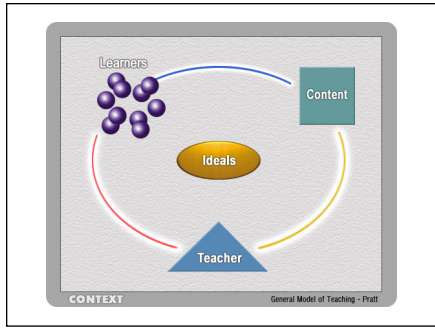 Learners
Content
Ideals
Teacher
CONTEXT
General Model of Teaching - Pratt